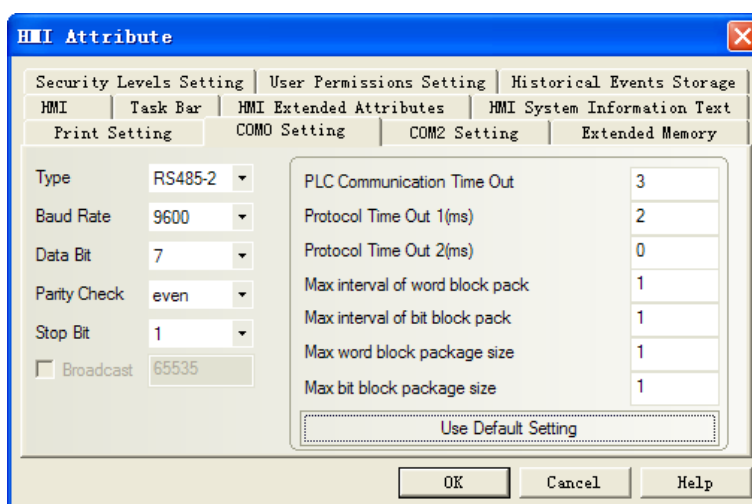 HMI Attribute
Security Levels Setting User Permissions Setting Historical Events Storage
HMI Task Bar HMI Extended Attributes HMI System Information Text
Print Setting COM0 Setting COM2 Setting Extended Memory
Type RS485-2
Baud Rate 9600
Data Bit 7
Parity Check even
Stop Bit 1
Broadcast 65535
PLC Communication Time Out 3
Protocol Time Out 1(ms) 2
Protocol Time Out 2(ms) 0
Max interval of word block pack 1
Max interval of bit block pack 1
Max word block package size 1
Max bit block package size 1
Use Default Setting
OK Cancel Help